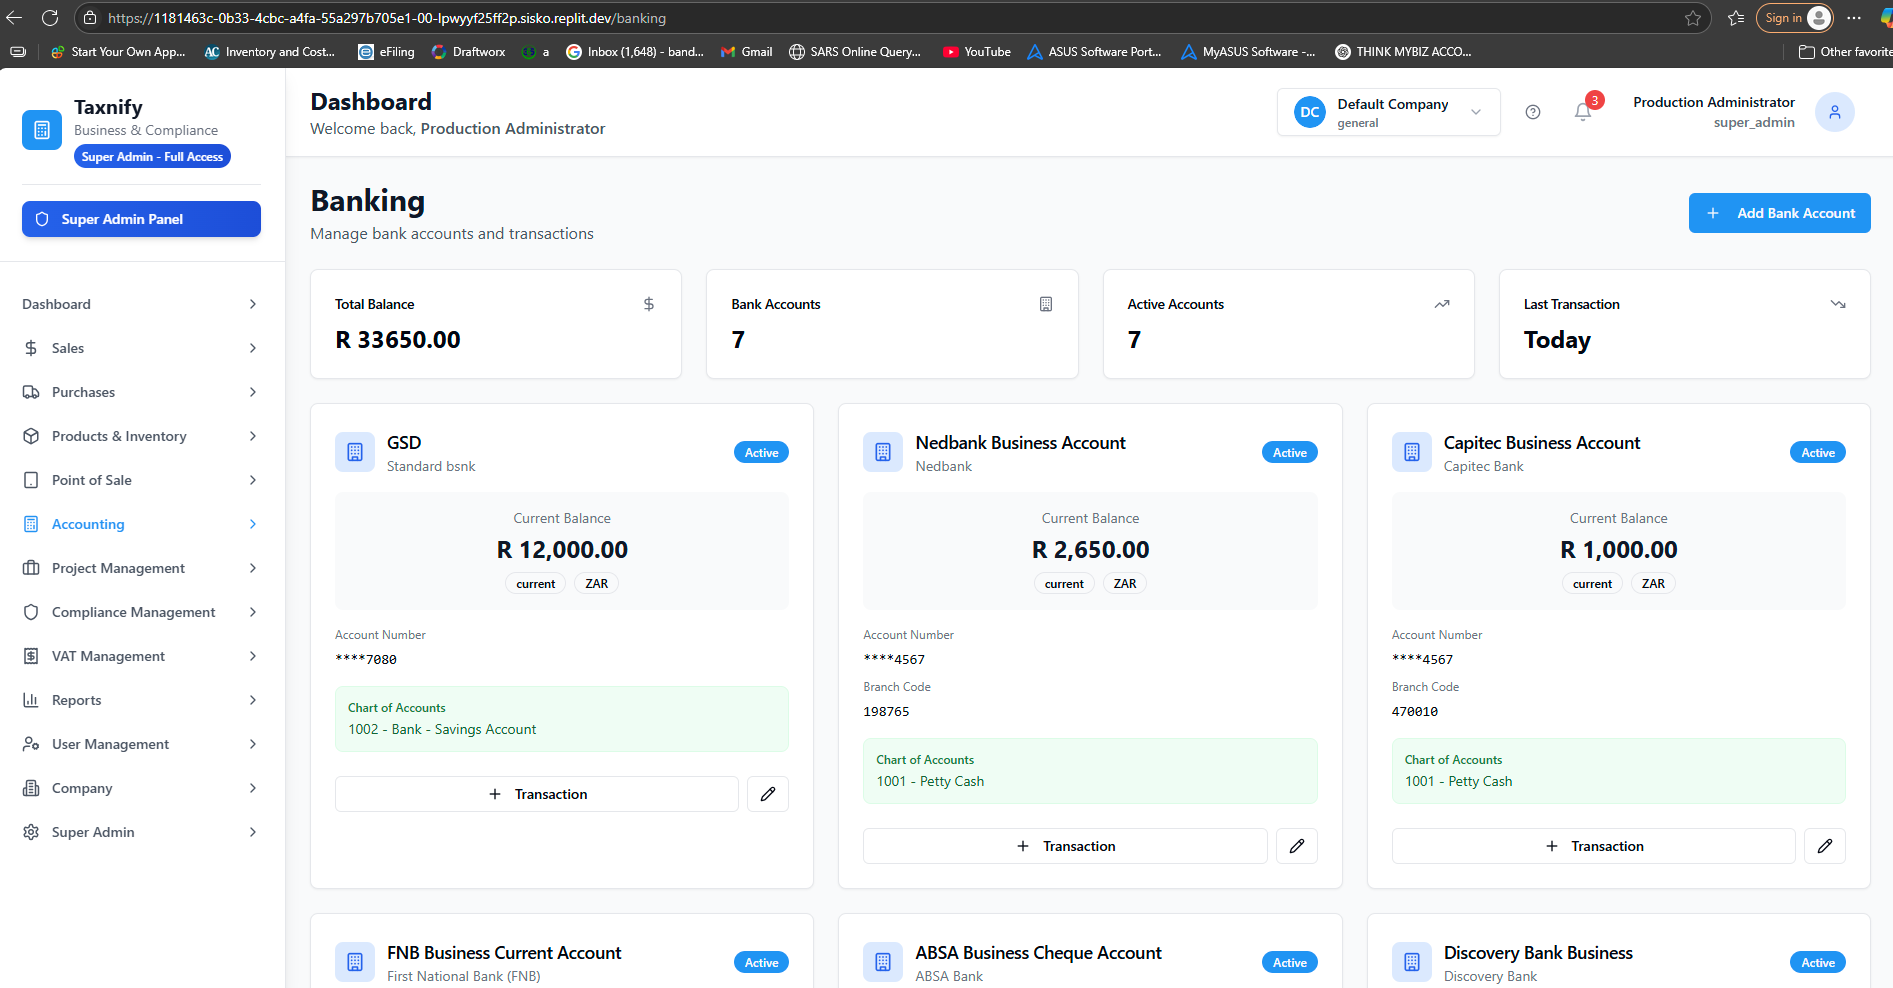 https://1181463c-0b33-4cbc-a4fa-55a297b705e1-00-lpwyyf25ff2p.sisko.replit.dev/banking
Sign in
Start Your Own App...
Inventory and Cost...
eFiling
Draftworx
a
Inbox (1,648) - band...
Gmail
SARS Online Query...
YouTube
ASUS Software Port...
MyASUS Software -...
THINK MYBIZ ACCO...
Other favorite
Taxnify
Business & Compliance
Super Admin - Full Access
Super Admin Panel
Dashboard
Sales
Purchases
Products & Inventory
Point of Sale
Accounting
Project Management
Compliance Management
VAT Management
Reports
User Management
Company
Super Admin
Dashboard
Welcome back, Production Administrator
DC
Default Company
general
3
Production Administrator
super_admin
Banking
Manage bank accounts and transactions
+ Add Bank Account
Total Balance
$
R 33650.00
Bank Accounts
7
Active Accounts
7
Last Transaction
Today
GSD
Standard bsnk
Active
Current Balance
R 12,000.00
current ZAR
Account Number
****7080
Chart of Accounts
1002 - Bank - Savings Account
+ Transaction
Nedbank Business Account
Nedbank
Active
Current Balance
R 2,650.00
current ZAR
Account Number
****4567
Branch Code
198765
Chart of Accounts
1001 - Petty Cash
+ Transaction
Capitec Business Account
Capitec Bank
Active
Current Balance
R 1,000.00
current ZAR
Account Number
****4567
Branch Code
470010
Chart of Accounts
1001 - Petty Cash
+ Transaction
FNB Business Current Account
First National Bank (FNB)
Active
ABSA Business Cheque Account
ABSA Bank
Active
Discovery Bank Business
Discovery Bank
Active